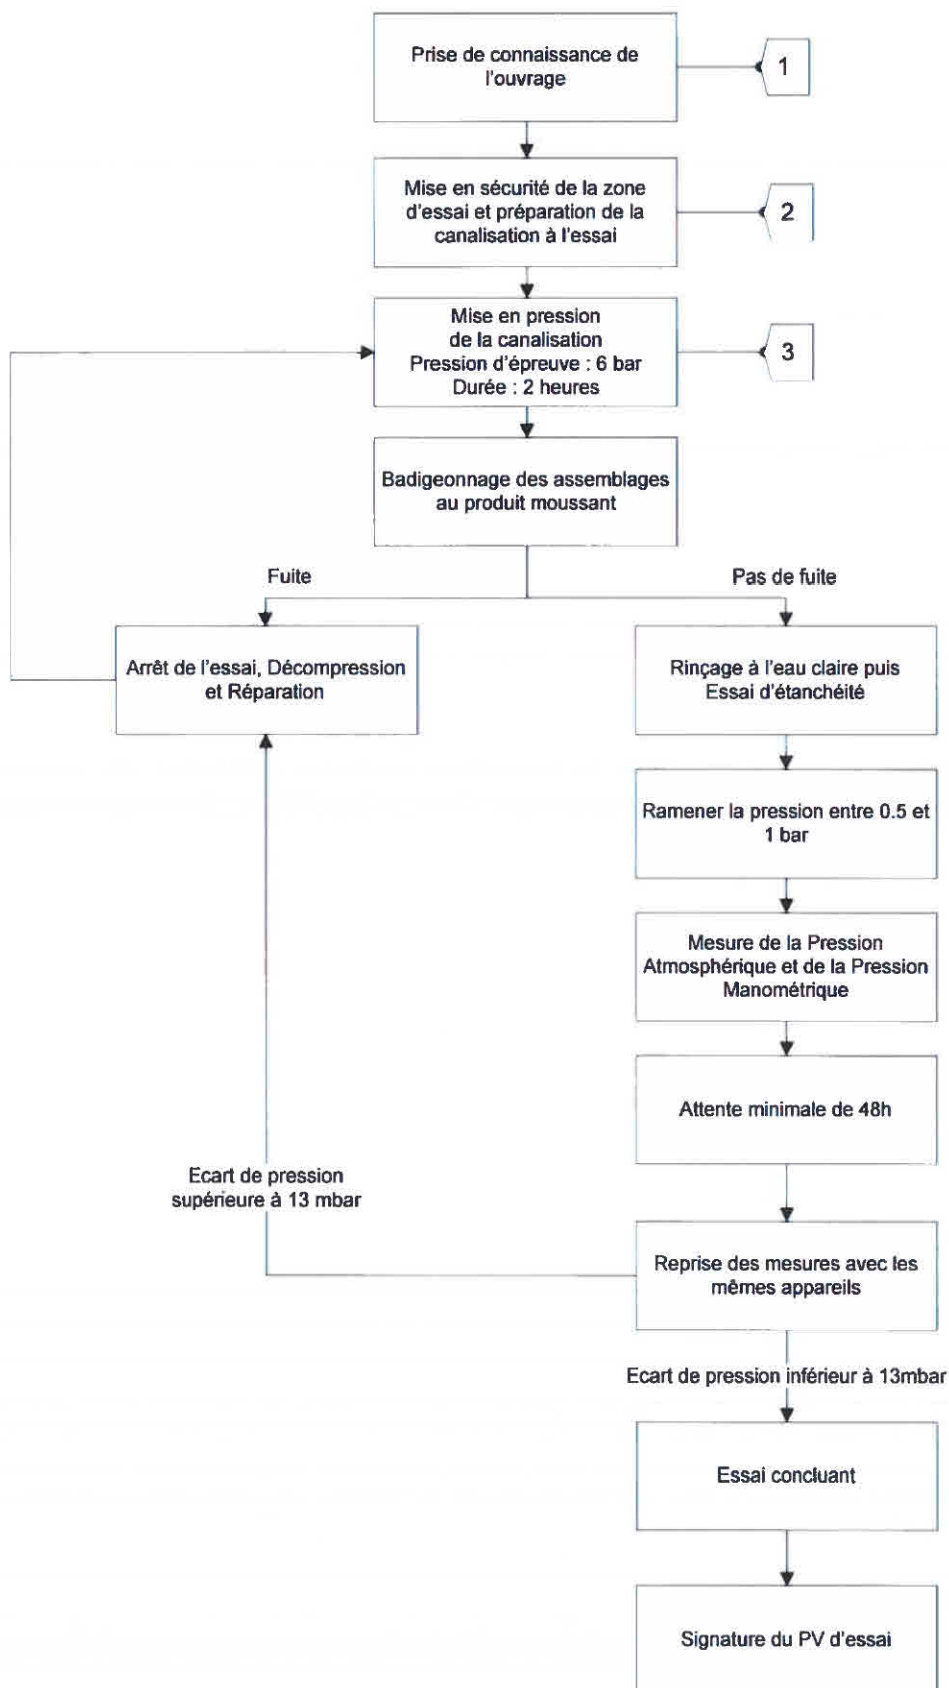 Prise de connaissance de
l'ouvrage
1
Mise en sécurité de la zone
d'essai et préparation de la
canalisation à l'essai
2
Mise en pression
de la canalisation
Pression d'épreuve : 6 bar
Durée : 2 heures
3
Badigeonnage des assemblages
au produit moussant
Fuite
Pas de fuite
Arrêt de l'essai, Décompression
et Réparation
Rinçage à l'eau claire puis
Essai d'étanchéité
Ramener la pression entre 0.5 et
1 bar
Mesure de la Pression
Atmosphérique et de la Pression
Manométrique
Attente minimale de 48h
Ecart de pression
supérieure à 13 mbar
Reprise des mesures avec les
mêmes appareils
Ecart de pression inférieur à 13mbar
Essai concluant
Signature du PV d'essai